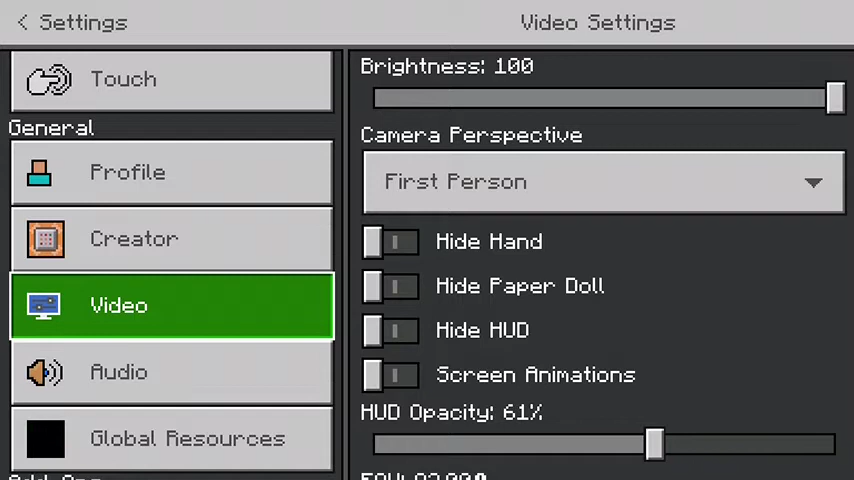 Settings
Video Settings
Touch
General
Profile
Creator
Video
Audio
Global Resources
Brightness: 100
Camera Perspective
First Person
Hide Hand
Hide Paper Doll
Hide HUD
Screen Animations
HUD Opacity: 61%